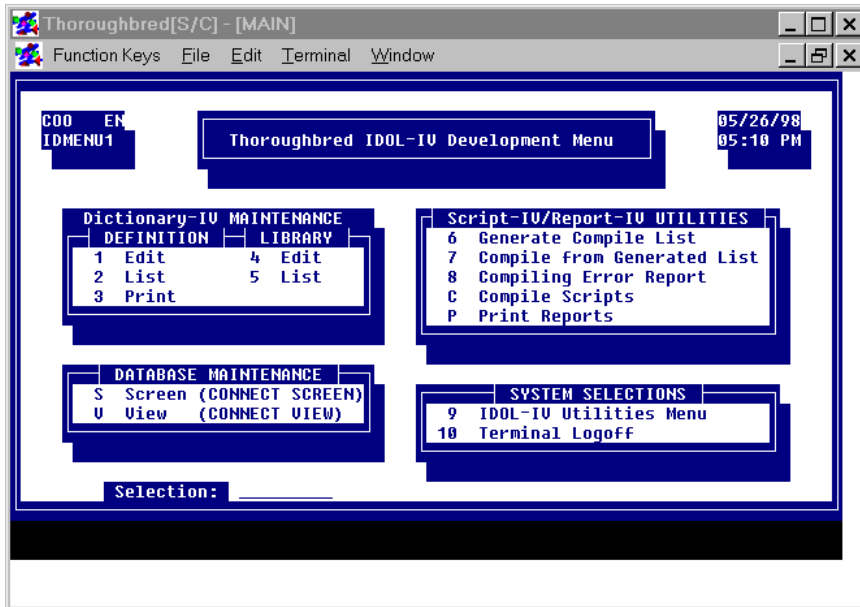 Thoroughbred[S/C] - [MAIN]
Function Keys File Edit Terminal Window
C00 EN
IDMENU1
Thoroughbred IDOL-IV Development Menu
05/26/98
05:10 PM
Dictionary-IV MAINTENANCE
DEFINITION LIBRARY
1 Edit 4 Edit
2 List 5 List
3 Print
Script-IV/Report-IV UTILITIES
6 Generate Compile List
7 Compile from Generated List
8 Compiling Error Report
C Compile Scripts
P Print Reports
DATABASE MAINTENANCE
S Screen (CONNECT SCREEN)
V View (CONNECT VIEW)
SYSTEM SELECTIONS
9 IDOL-IV Utilities Menu
10 Terminal Logoff
Selection: __________